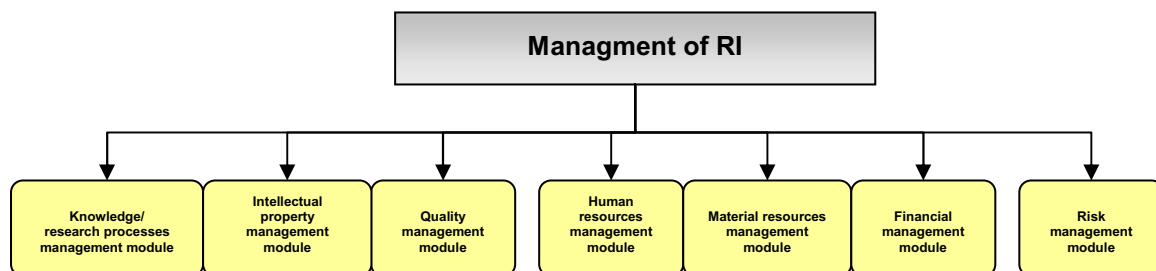 Managment of RI
Knowledge/
research processes
management module
Intellectual
property
management
module
Quality
management
module
Human
resources
management
module
Material resources
management
module
Financial
management
module
Risk
management
module